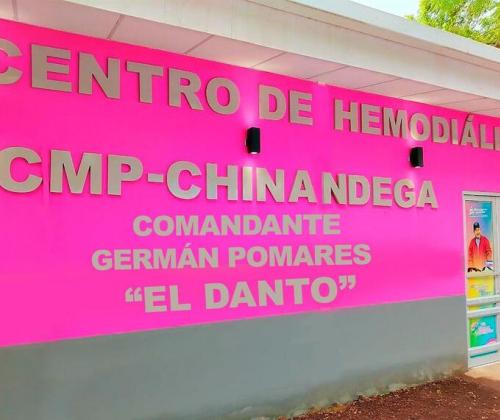 CENTRO DE HEMODIÁLI
CMP-CHINANDEGA
COMANDANTE
GERMÁN POMARES
“EL DANTO”